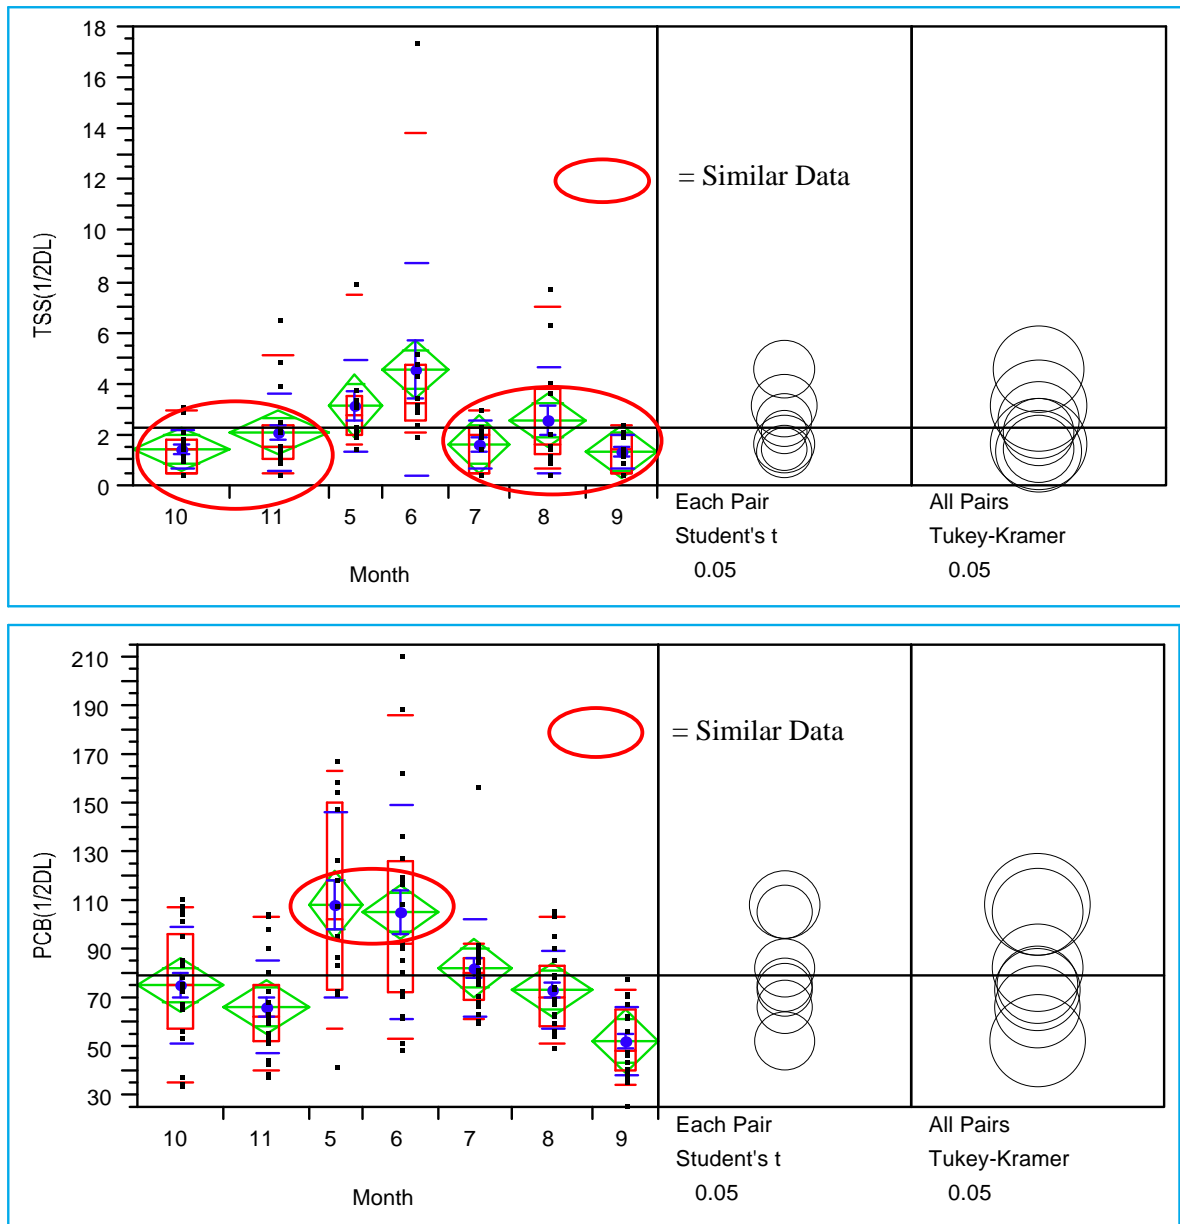 18
16
14
12
10
8
6
4
2
0
TSS(1/2DL)
= Similar Data
10 11 5 6 7 8 9
Month
Each Pair
Student's t
0.05
All Pairs
Tukey-Kramer
0.05
210
190
170
150
130
110
90
70
50
30
PCB(1/2DL)
= Similar Data
10 11 5 6 7 8 9
Month
Each Pair
Student's t
0.05
All Pairs
Tukey-Kramer
0.05